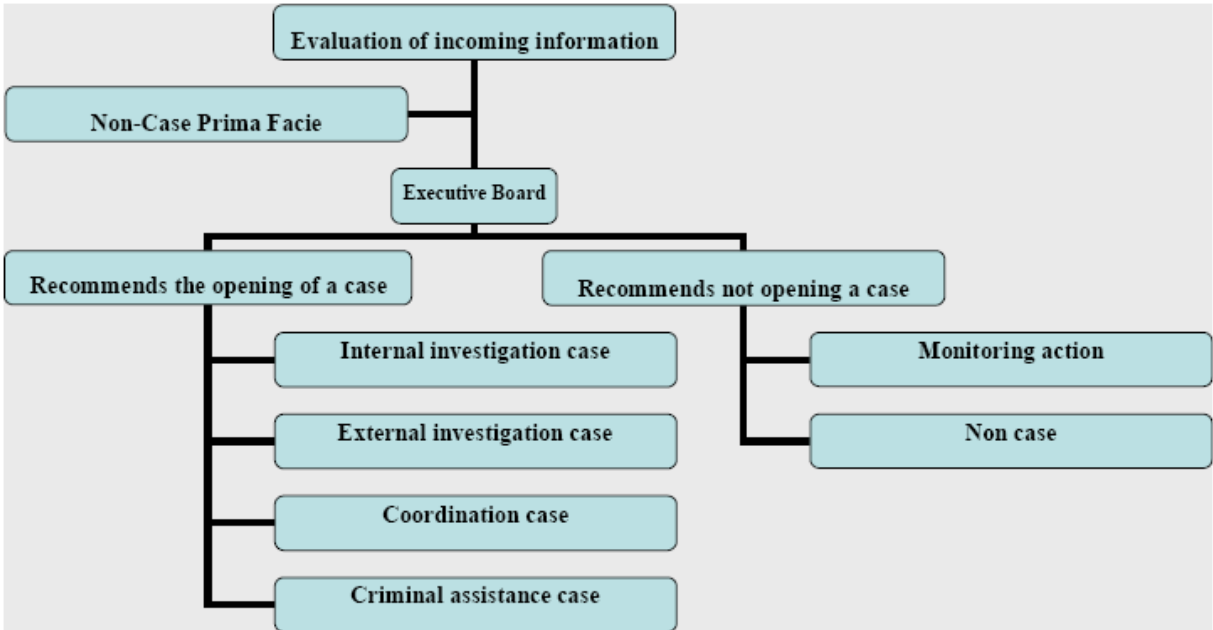 Evaluation of incoming information
Non-Case Prima Facie
Executive Board
Recommends the opening of a case
Recommends not opening a case
Internal investigation case
External investigation case
Coordination case
Criminal assistance case
Monitoring action
Non case